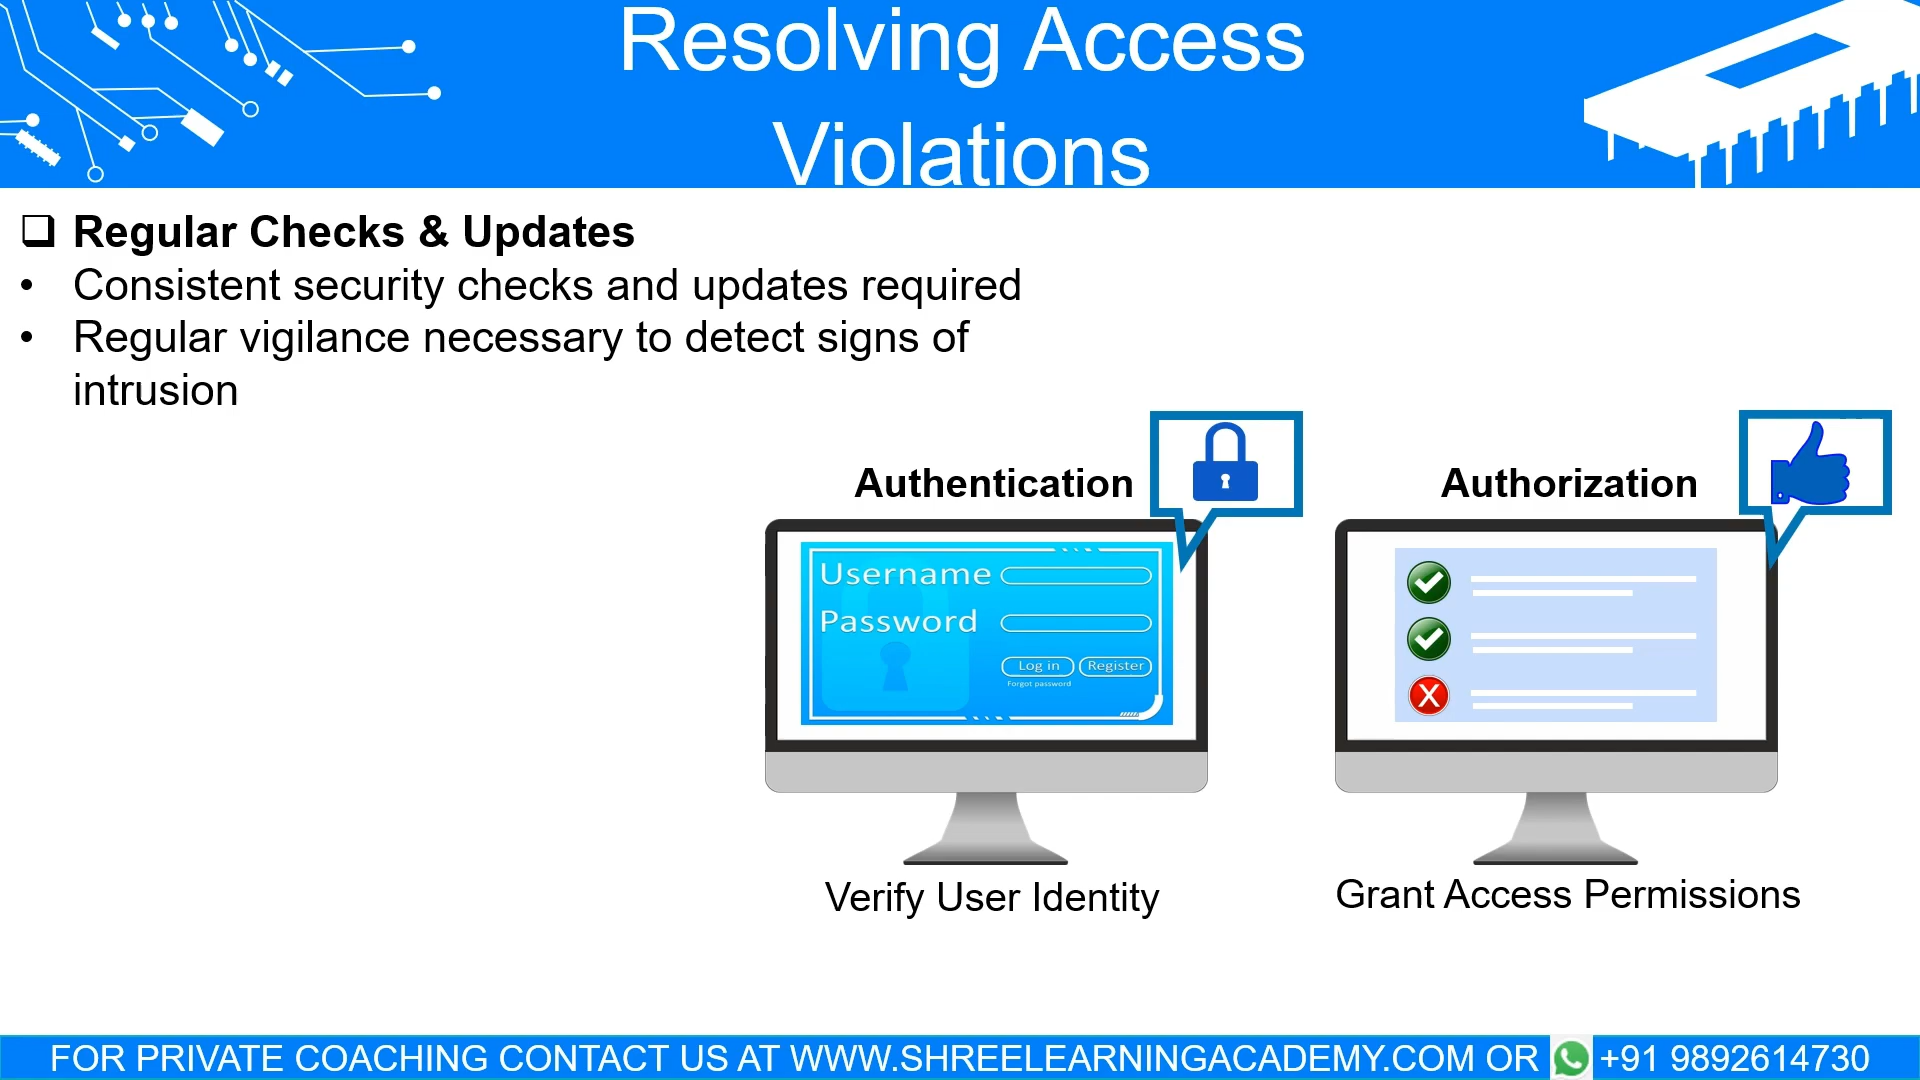 Resolving Access
Violations
Regular Checks & Updates
• Consistent security checks and updates required
• Regular vigilance necessary to detect signs of
intrusion
Authentication
Authorization
Username
Password
Log in
Register
Forgot password
X
Verify User Identity
Grant Access Permissions
FOR PRIVATE COACHING CONTACT US AT WWW.SHREELEARNINGACADEMY.COM OR +91 9892614730